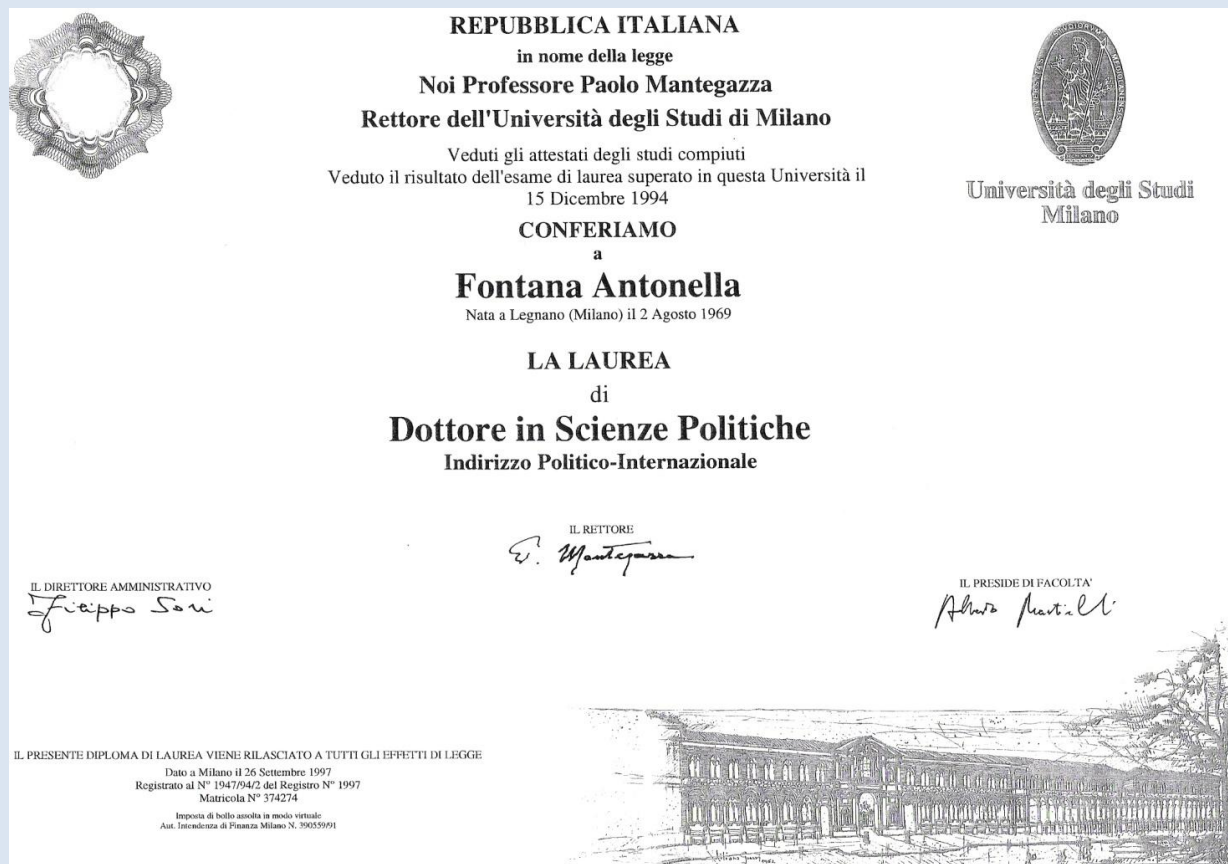 REPUBBLICA ITALIANA
in nome della legge
Noi Professore Paolo Mantegazza
Rettore dell'Università degli Studi di Milano
Veduti gli attestati degli studi compiuti
Veduto il risultato dell'esame di laurea superato in questa Università il
15 Dicembre 1994
CONFERIAMO
a
Fontana Antonella
Nata a Legnano (Milano) il 2 Agosto 1969
LA LAUREA
di
Dottore in Scienze Politiche
Indirizzo Politico-Internazionale
Università degli Studi
Milano
IL RETTORE
Mantegazza
IL DIRETTORE AMMINISTRATIVO
Filippo Sori
IL PRESIDE DI FACOLTA'
IL PRESENTE DIPLOMA DI LAUREA VIENE RILASCIATO A TUTTI GLI EFFETTI DI LEGGE
Dato a Milano il 26 Settembre 1997
Registrato al N° 1947/94/2 del Registro N° 1997
Matricola N° 374274
Imposta di bollo assolta in modo virtuale
Aut. Intendenza di Finanza Milano N. 390559/91